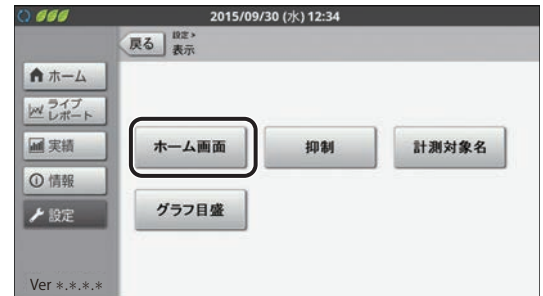 2015/09/30 (水) 12:34
戻る
設定 >
表示
ホーム
ライブ
レポート
実績
情報
設定
ホーム画面
抑制
計測対象名
グラフ目盛
Ver *.*.*.*